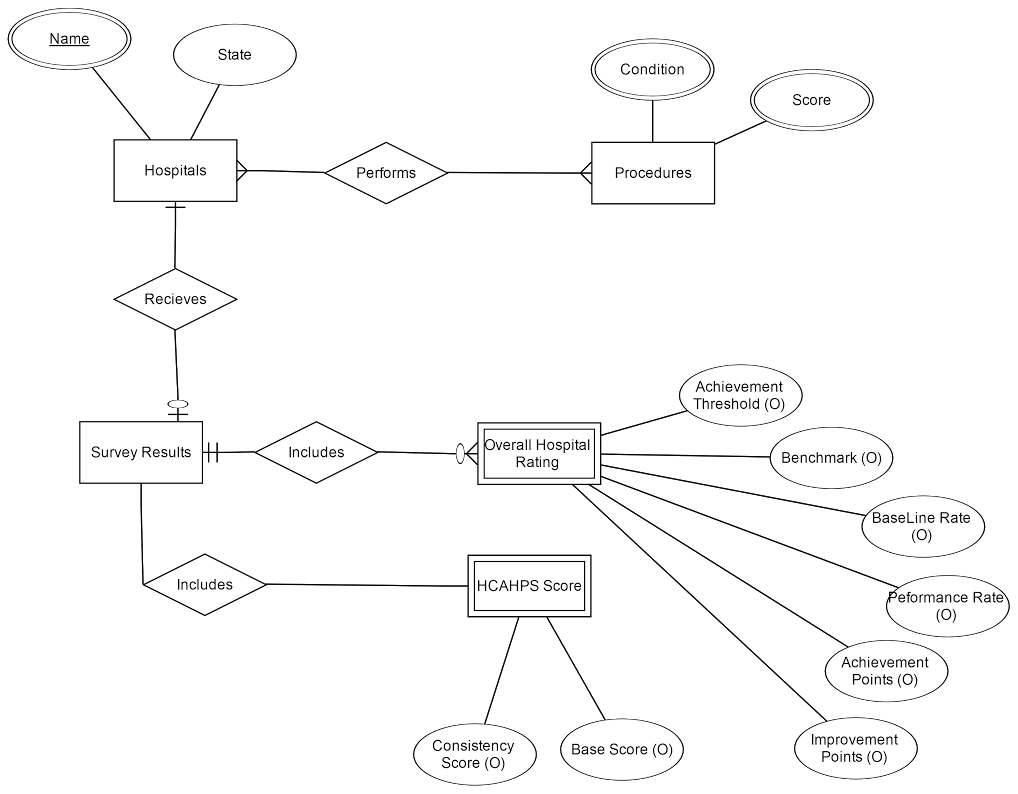 Name
State
Condition
Score
Hospitals
Performs
Procedures
Recieves
Achievement
Threshold (O)
Survey Results
Includes
Overall Hospital
Rating
Benchmark (O)
BaseLine Rate
(O)
Includes
HCAHPS Score
Peformance Rate
(O)
Achievement
Points (O)
Consistency
Score (O)
Base Score (O)
Improvement
Points (O)